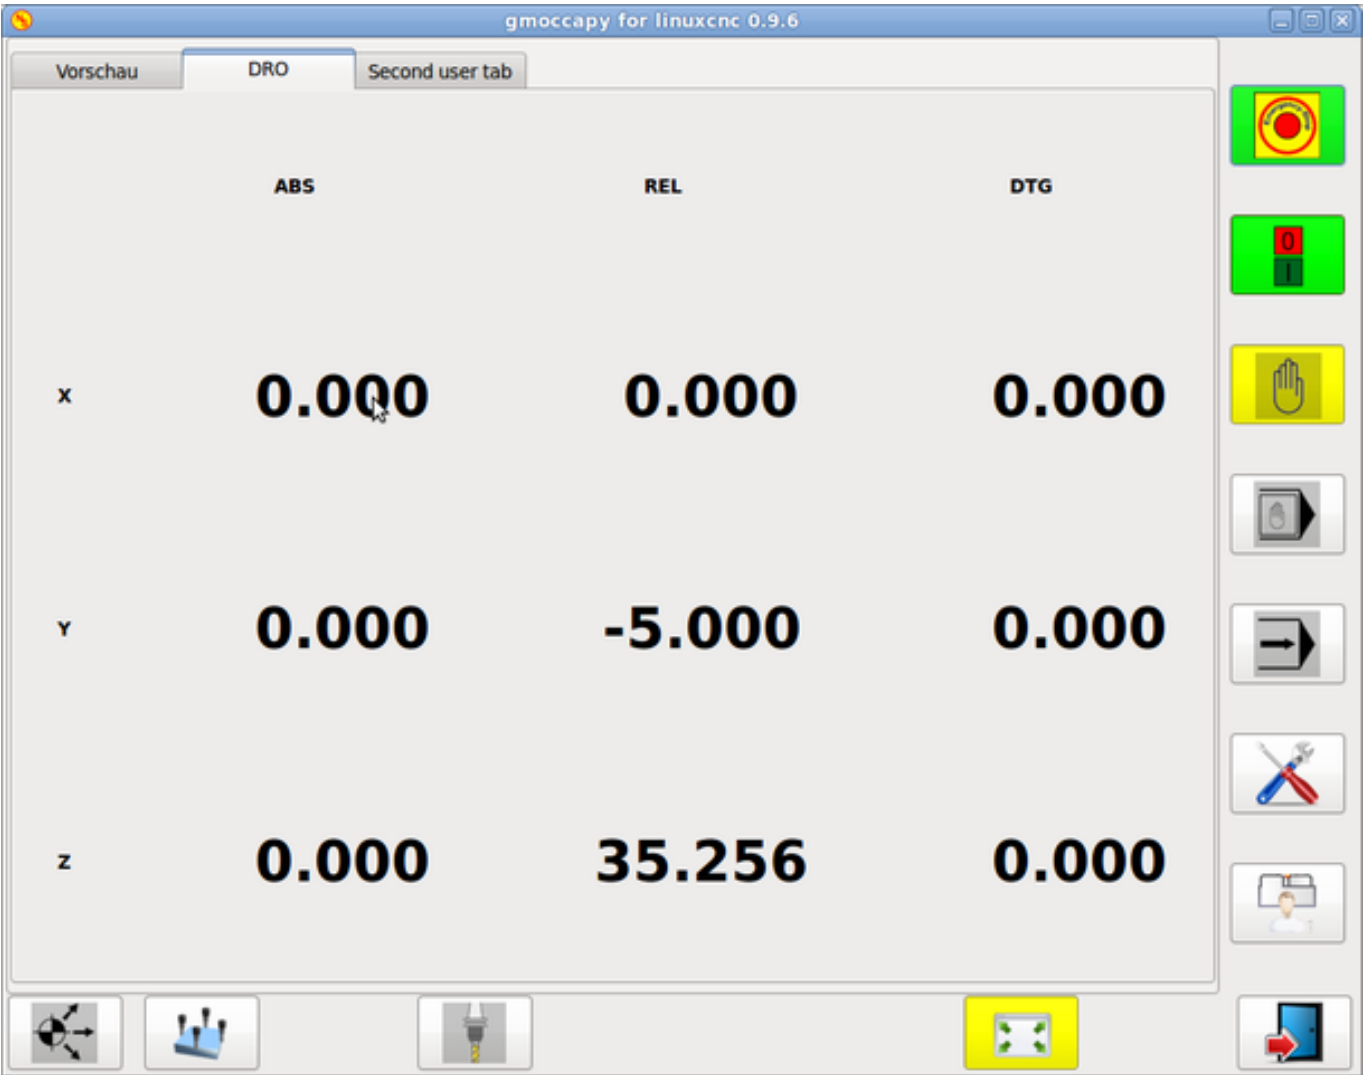 gmoccapy for linuxcnc 0.9.6
Vorschau DRO Second user tab
ABS REL DTG
X 0.000 0.000 0.000
Y 0.000 -5.000 0.000
Z 0.000 35.256 0.000
0
I